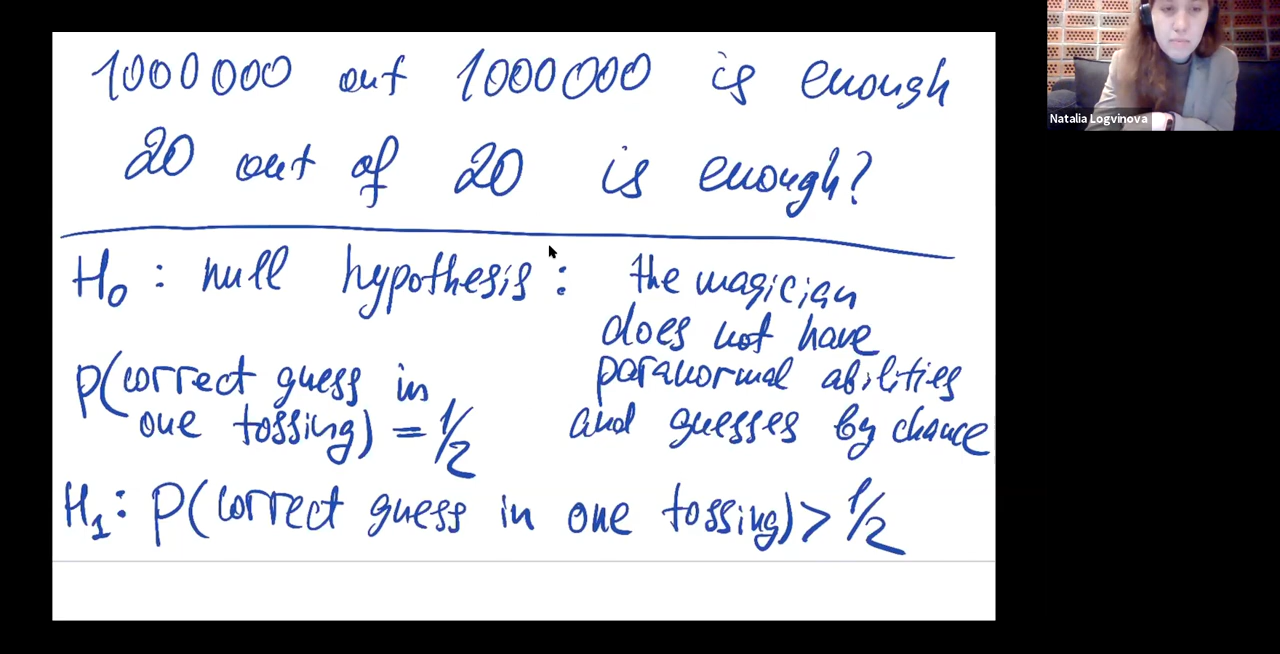 1000000 out 1000000 is enough
20 out of 20 is enough?
H₀ : null hypothesis : the magician
does not have
paranormal abilities
and guesses by chance
P(correct guess in
one tossing) = 1/2
H₁ : P(correct guess in one tossing) > 1/2
Natalia Logvinova